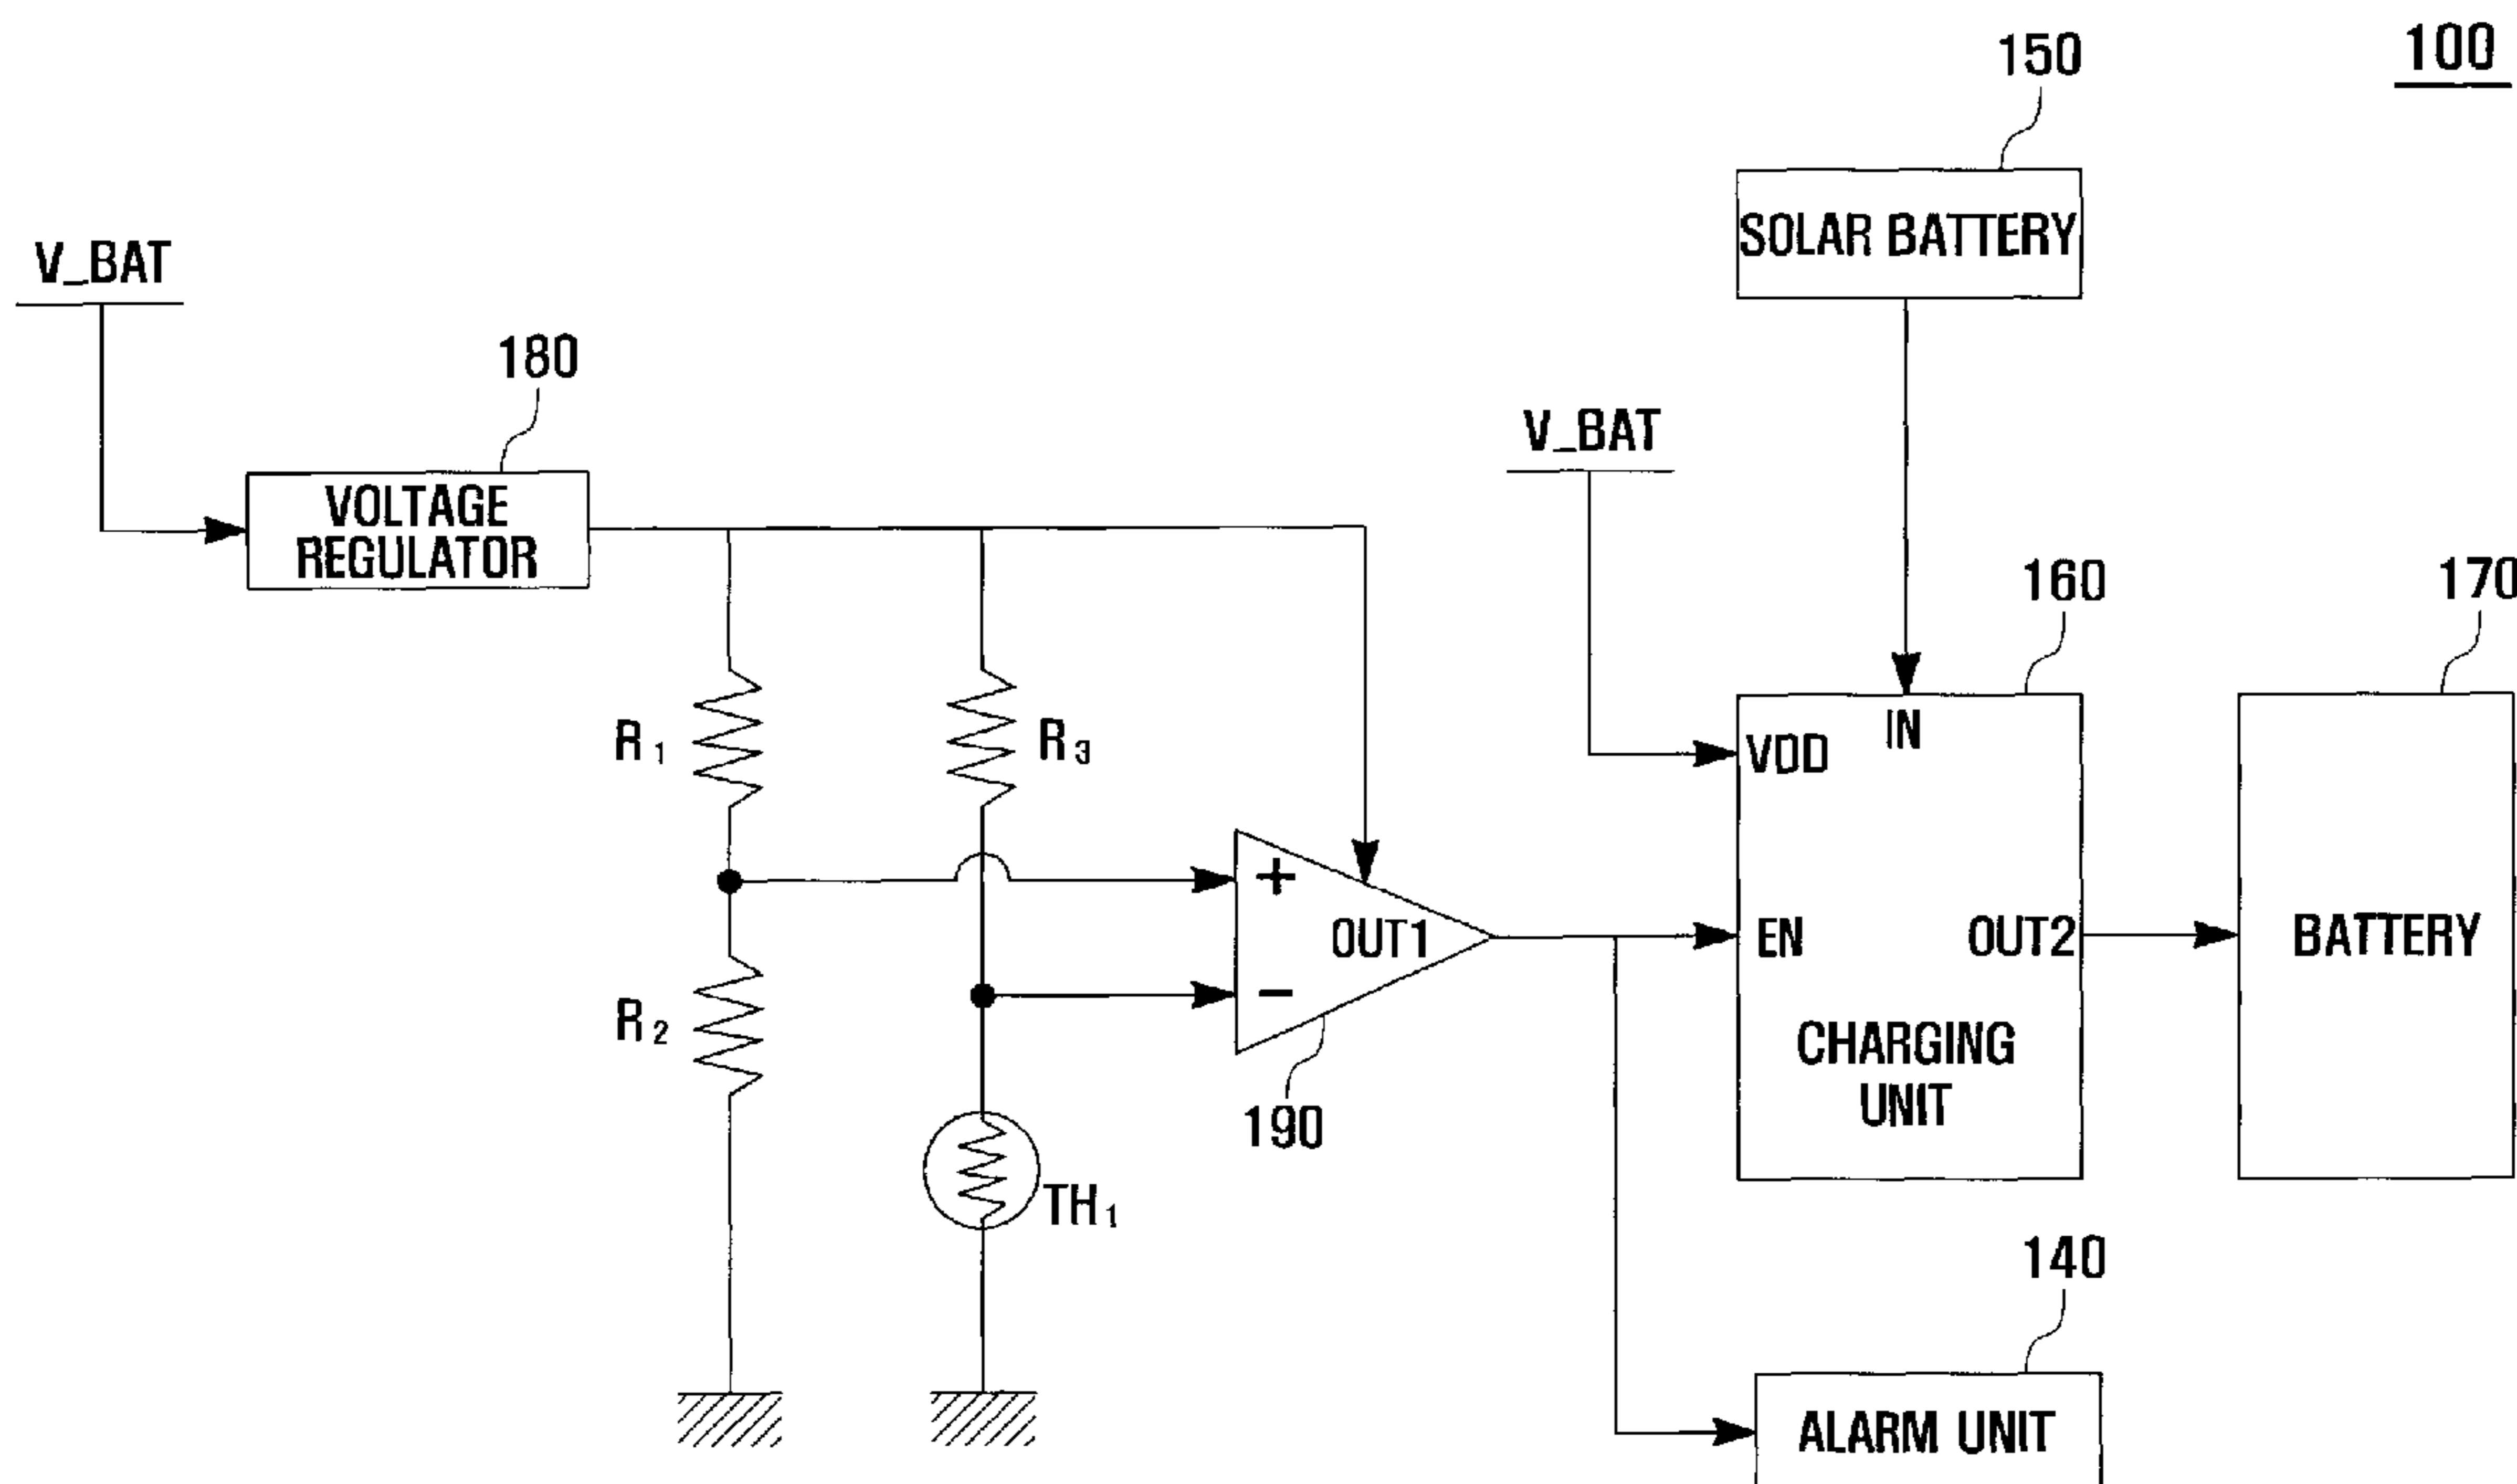 100
150
SOLAR BATTERY
V_BAT
180
VOLTAGE
REGULATOR
V_BAT
160
170
R1
R3
IN
VDD
+
OUT1
EN
OUT2
BATTERY
−
R2
CHARGING
UNIT
190
TH1
140
ALARM UNIT